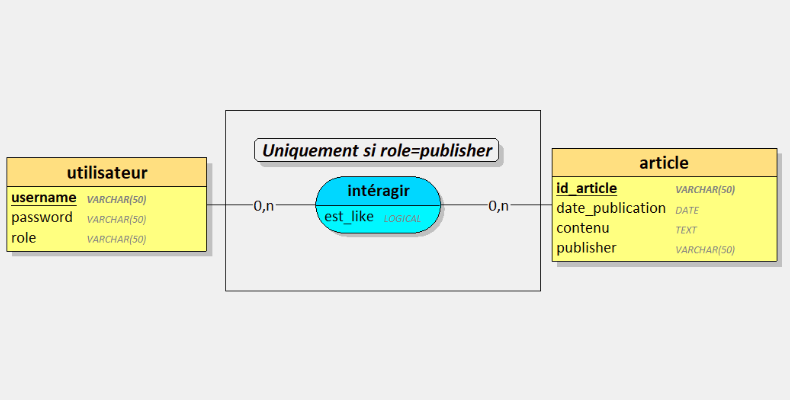 Uniquement si role=publisher
utilisateur
username VARCHAR(50)
password VARCHAR(50)
role VARCHAR(50)
0,n
intéragir
est_like LOGICAL
0,n
article
id_article VARCHAR(50)
date_publication DATE
contenu TEXT
publisher VARCHAR(50)